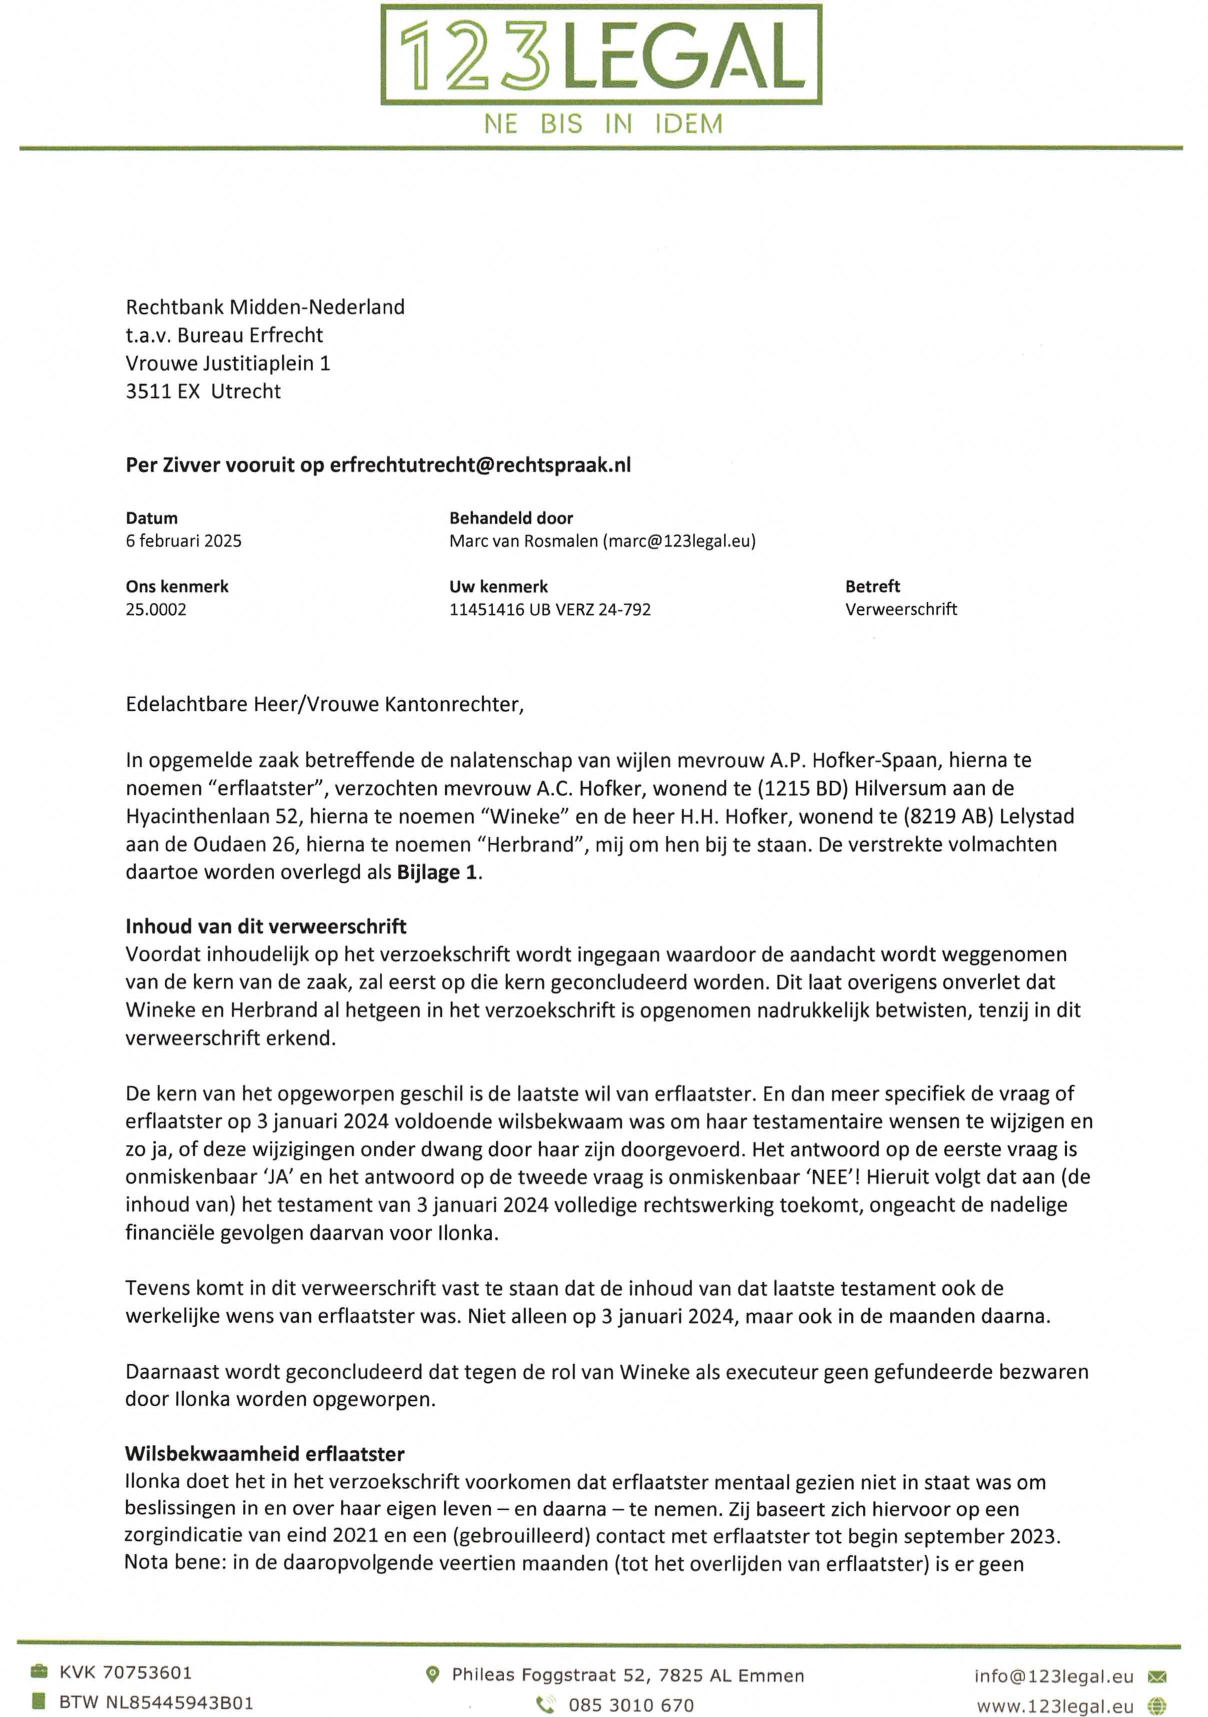 123LEGAL
NE BIS IN IDEM
Rechtbank Midden-Nederland
t.a.v. Bureau Erfrecht
Vrouwe Justitiaplein 1
3511 EX Utrecht
Per Zivver vooruit op erfrechtutrecht@rechtspraak.nl
Datum
Behandeld door
6 februari 2025
Marc van Rosmalen (marc@123legal.eu)
Ons kenmerk
Uw kenmerk
Betreft
25.0002
11451416 UB VERZ 24-792
Verweerschrift
Edelachtbare Heer/Vrouwe Kantonrechter,
In opgemelde zaak betreffende de nalatenschap van wijlen mevrouw A.P. Hofker-Spaan, hierna te
noemen “erflaatster”, verzochten mevrouw A.C. Hofker, wonend te (1215 BD) Hilversum aan de
Hyacinthenlaan 52, hierna te noemen “Wineke” en de heer H.H. Hofker, wonend te (8219 AB) Lelystad
aan de Oudaen 26, hierna te noemen “Herbrand”, mij om hen bij te staan. De verstrekte volmachten
daartoe worden overlegd als Bijlage 1.
Inhoud van dit verweerschrift
Voordat inhoudelijk op het verzoekschrift wordt ingegaan waardoor de aandacht wordt weggenomen
van de kern van de zaak, zal eerst op die kern geconcludeerd worden. Dit laat overigens onverlet dat
Wineke en Herbrand al hetgeen in het verzoekschrift is opgenomen nadrukkelijk betwisten, tenzij in dit
verweerschrift erkend.
De kern van het opgeworpen geschil is de laatste wil van erflaatster. En dan meer specifiek de vraag of
erflaatster op 3 januari 2024 voldoende wilsbekwaam was om haar testamentaire wensen te wijzigen en
zo ja, of deze wijzigingen onder dwang door haar zijn doorgevoerd. Het antwoord op de eerste vraag is
onmiskenbaar ‘JA’ en het antwoord op de tweede vraag is onmiskenbaar ‘NEE’! Hieruit volgt dat aan (de
inhoud van) het testament van 3 januari 2024 volledige rechtswerking toekomt, ongeacht de nadelige
financiële gevolgen daarvan voor Ilonka.
Tevens komt in dit verweerschrift vast te staan dat de inhoud van dat laatste testament ook de
werkelijke wens van erflaatster was. Niet alleen op 3 januari 2024, maar ook in de maanden daarna.
Daarnaast wordt geconcludeerd dat tegen de rol van Wineke als executeur geen gefundeerde bezwaren
door Ilonka worden opgeworpen.
Wilsbekwaamheid erflaatster
Ilonka doet het in het verzoekschrift voorkomen dat erflaatster mentaal gezien niet in staat was om
beslissingen in en over haar eigen leven – en daarna – te nemen. Zij baseert zich hiervoor op een
zorgindicatie van eind 2021 en een (gebrouilleerd) contact met erflaatster tot begin september 2023.
Nota bene: in de daaropvolgende veertien maanden (tot het overlijden van erflaatster) is er geen
KVK 70753601
Phileas Foggstraat 52, 7825 AL Emmen
info@123legal.eu
BTW NL85445943B01
085 3010 670
www.123legal.eu